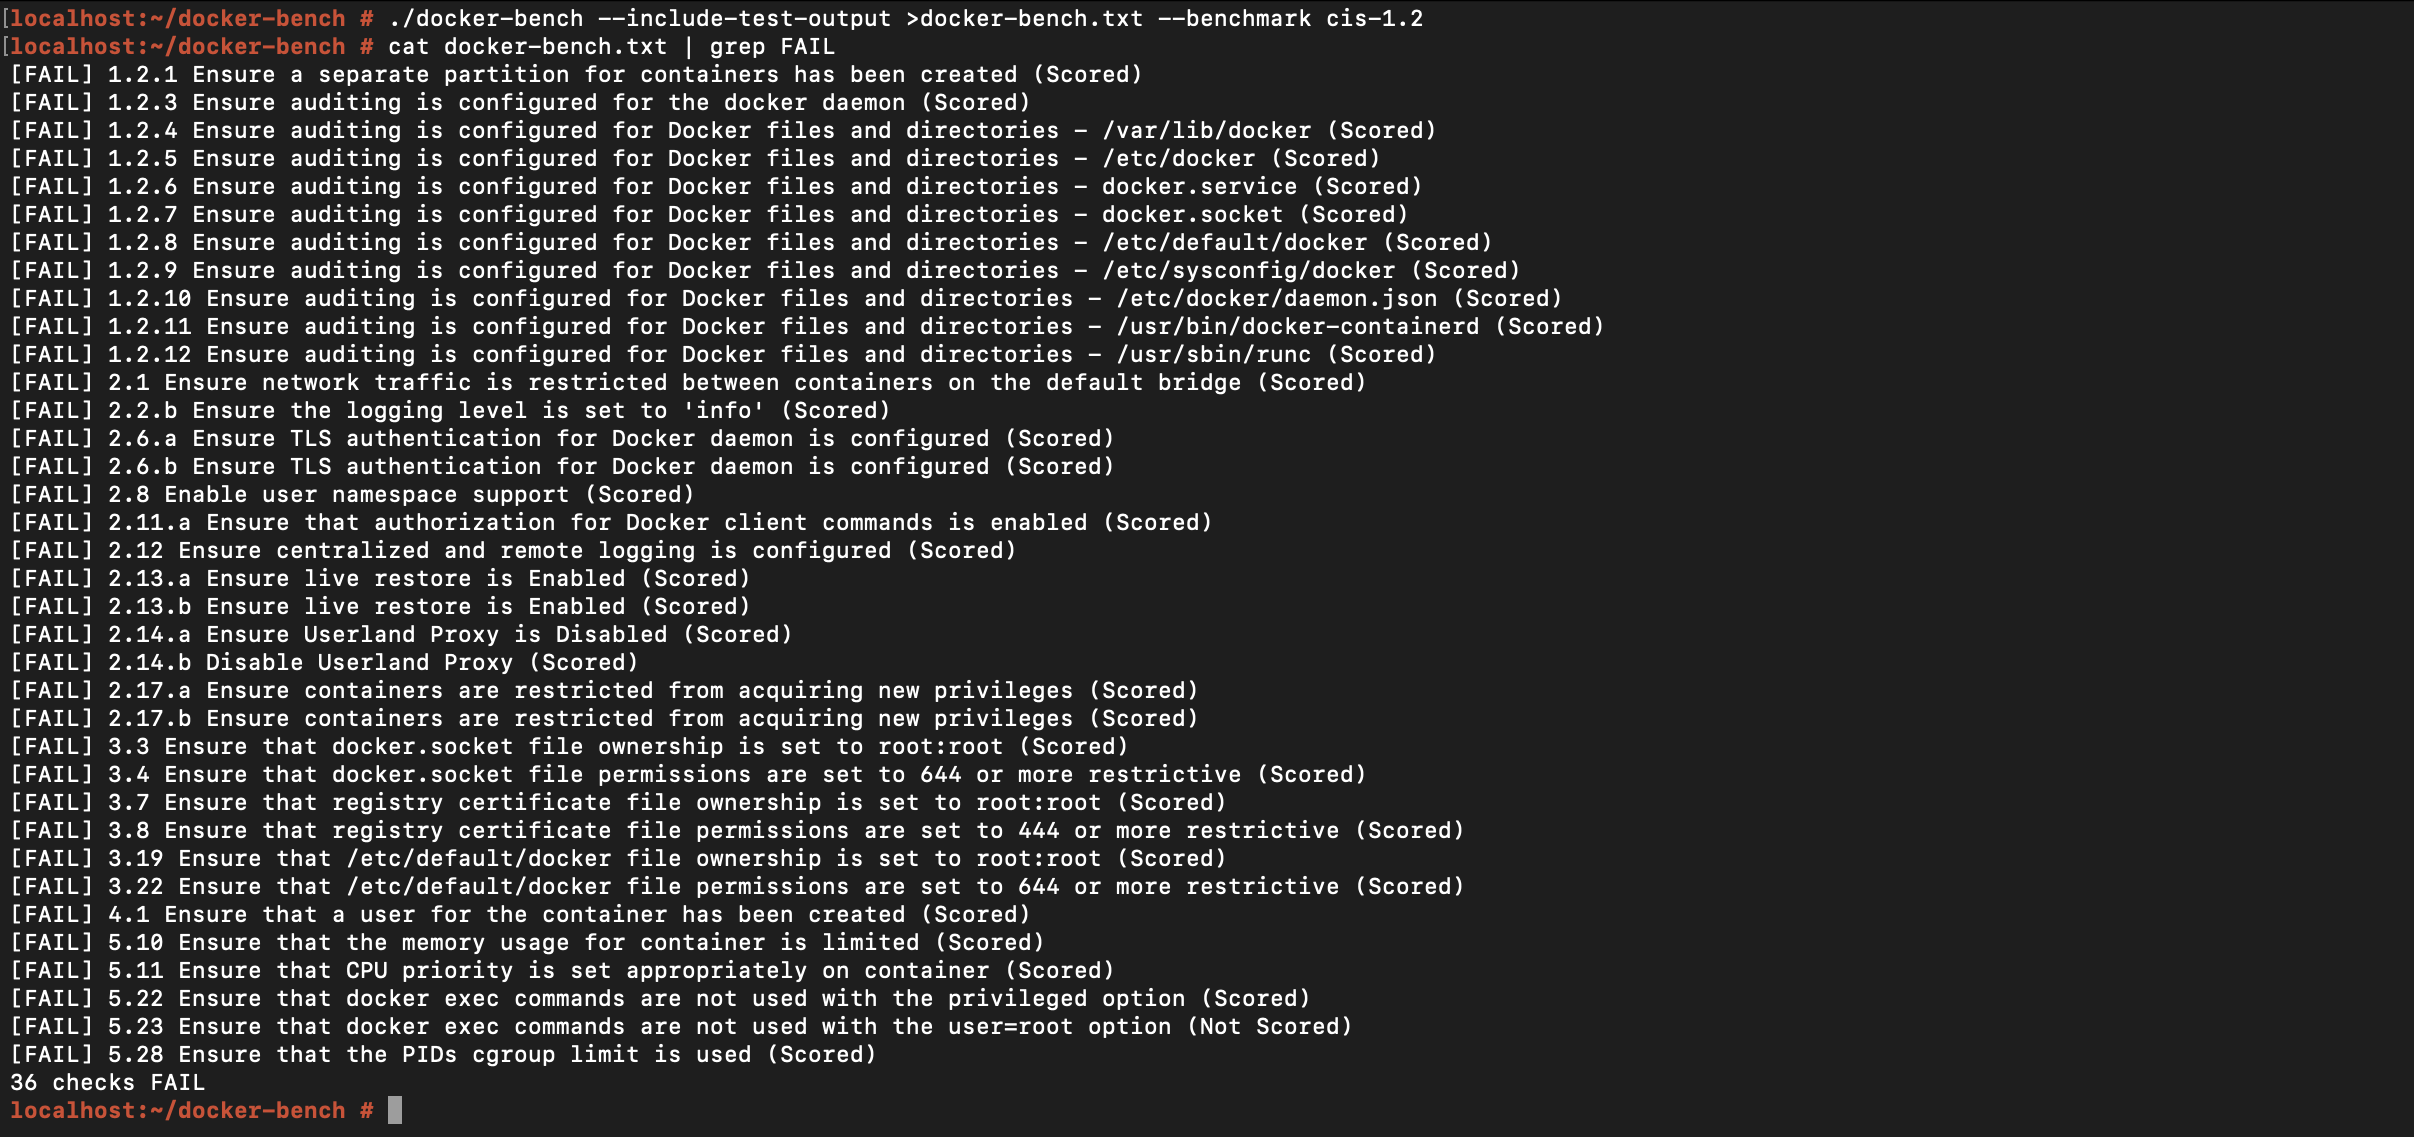 [localhost:~/docker-bench # ./docker-bench --include-test-output >docker-bench.txt --benchmark cis-1.2
[localhost:~/docker-bench # cat docker-bench.txt | grep FAIL
[FAIL] 1.2.1 Ensure a separate partition for containers has been created (Scored)
[FAIL] 1.2.3 Ensure auditing is configured for the docker daemon (Scored)
[FAIL] 1.2.4 Ensure auditing is configured for Docker files and directories - /var/lib/docker (Scored)
[FAIL] 1.2.5 Ensure auditing is configured for Docker files and directories - /etc/docker (Scored)
[FAIL] 1.2.6 Ensure auditing is configured for Docker files and directories - docker.service (Scored)
[FAIL] 1.2.7 Ensure auditing is configured for Docker files and directories - docker.socket (Scored)
[FAIL] 1.2.8 Ensure auditing is configured for Docker files and directories - /etc/default/docker (Scored)
[FAIL] 1.2.9 Ensure auditing is configured for Docker files and directories - /etc/sysconfig/docker (Scored)
[FAIL] 1.2.10 Ensure auditing is configured for Docker files and directories - /etc/docker/daemon.json (Scored)
[FAIL] 1.2.11 Ensure auditing is configured for Docker files and directories - /usr/bin/docker-containerd (Scored)
[FAIL] 1.2.12 Ensure auditing is configured for Docker files and directories - /usr/sbin/runc (Scored)
[FAIL] 2.1 Ensure network traffic is restricted between containers on the default bridge (Scored)
[FAIL] 2.2.b Ensure the logging level is set to 'info' (Scored)
[FAIL] 2.6.a Ensure TLS authentication for Docker daemon is configured (Scored)
[FAIL] 2.6.b Ensure TLS authentication for Docker daemon is configured (Scored)
[FAIL] 2.8 Enable user namespace support (Scored)
[FAIL] 2.11.a Ensure that authorization for Docker client commands is enabled (Scored)
[FAIL] 2.12 Ensure centralized and remote logging is configured (Scored)
[FAIL] 2.13.a Ensure live restore is Enabled (Scored)
[FAIL] 2.13.b Ensure live restore is Enabled (Scored)
[FAIL] 2.14.a Ensure Userland Proxy is Disabled (Scored)
[FAIL] 2.14.b Disable Userland Proxy (Scored)
[FAIL] 2.17.a Ensure containers are restricted from acquiring new privileges (Scored)
[FAIL] 2.17.b Ensure containers are restricted from acquiring new privileges (Scored)
[FAIL] 3.3 Ensure that docker.socket file ownership is set to root:root (Scored)
[FAIL] 3.4 Ensure that docker.socket file permissions are set to 644 or more restrictive (Scored)
[FAIL] 3.7 Ensure that registry certificate file ownership is set to root:root (Scored)
[FAIL] 3.8 Ensure that registry certificate file permissions are set to 444 or more restrictive (Scored)
[FAIL] 3.19 Ensure that /etc/default/docker file ownership is set to root:root (Scored)
[FAIL] 3.22 Ensure that /etc/default/docker file permissions are set to 644 or more restrictive (Scored)
[FAIL] 4.1 Ensure that a user for the container has been created (Scored)
[FAIL] 5.10 Ensure that the memory usage for container is limited (Scored)
[FAIL] 5.11 Ensure that CPU priority is set appropriately on container (Scored)
[FAIL] 5.22 Ensure that docker exec commands are not used with the privileged option (Scored)
[FAIL] 5.23 Ensure that docker exec commands are not used with the user=root option (Not Scored)
[FAIL] 5.28 Ensure that the PIDs cgroup limit is used (Scored)
36 checks FAIL
localhost:~/docker-bench #